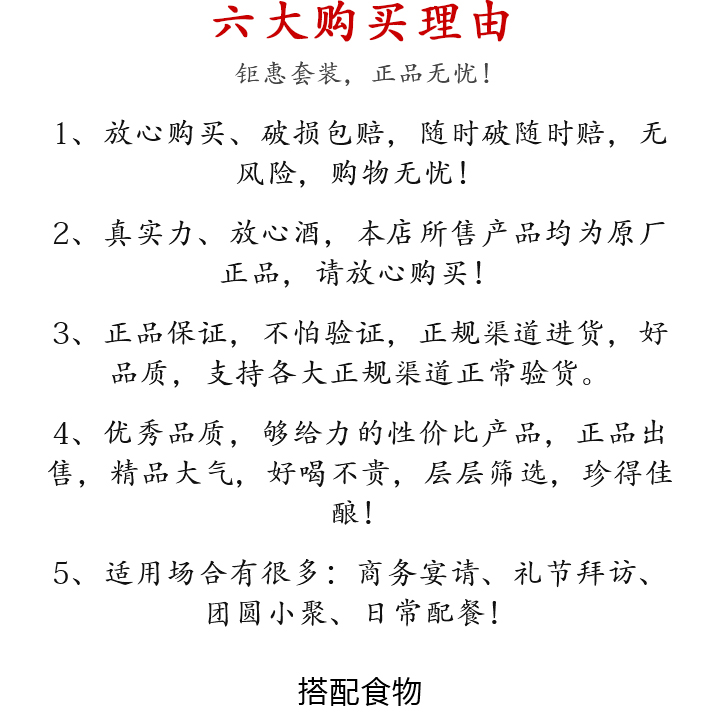 六大购买理由
钜惠套装，正品无忧！
1、放心购买、破损包赔，随时破随时赔，无
风险，购物无忧！
2、真实力、放心酒，本店所售产品均为原厂
正品，请放心购买！
3、正品保证，不怕验证，正规渠道进货，好
品质，支持各大正规渠道正常验货。
4、优秀品质，够给力的性价比产品，正品出
售，精品大气，好喝不贵，层层筛选，珍得佳
酿！
5、适用场合有很多：商务宴请、礼节拜访、
团圆小聚、日常配餐！
搭配食物